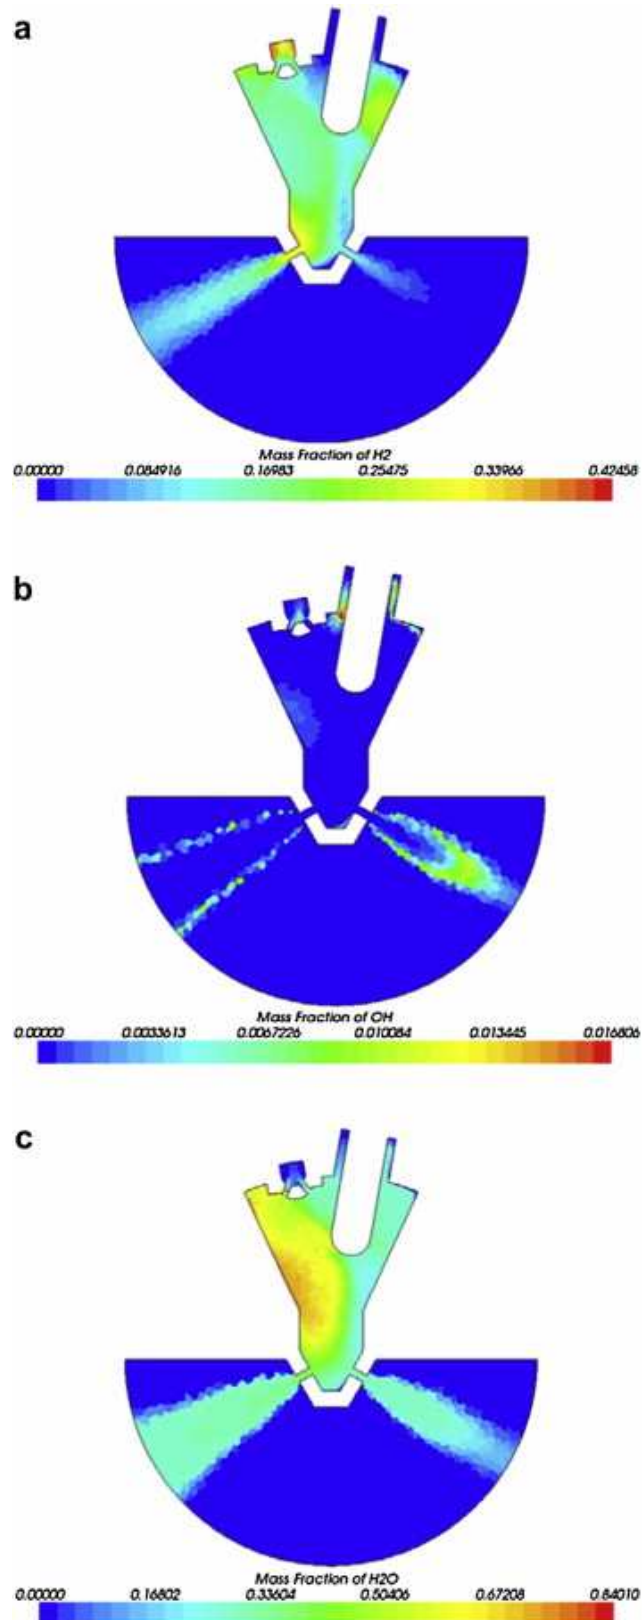 a
Mass Fraction of H2
0.00000 0.084916 0.16983 0.25475 0.33966 0.42458
b
Mass Fraction of OH
0.00000 0.0033613 0.0067226 0.010084 0.013445 0.016806
c
Mass Fraction of H2O
0.00000 0.16802 0.33604 0.50406 0.67208 0.84010